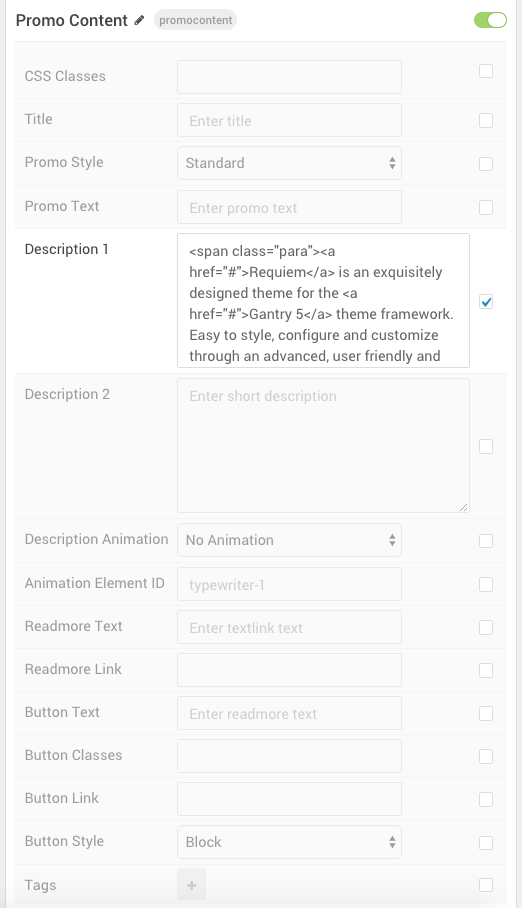 Promo Content promocontent
CSS Classes
Title Enter title
Promo Style Standard
Promo Text Enter promo text
Description 1
<span class="para"><a
href="#">Requiem</a> is an exquisitely
designed theme for the <a
href="#">Gantry 5</a> theme framework.
Easy to style, configure and customize
through an advanced, user friendly and
Description 2 Enter short description
Description Animation No Animation
Animation Element ID typewriter-1
Readmore Text Enter textlink text
Readmore Link
Button Text Enter readmore text
Button Classes
Button Link
Button Style Block
Tags +